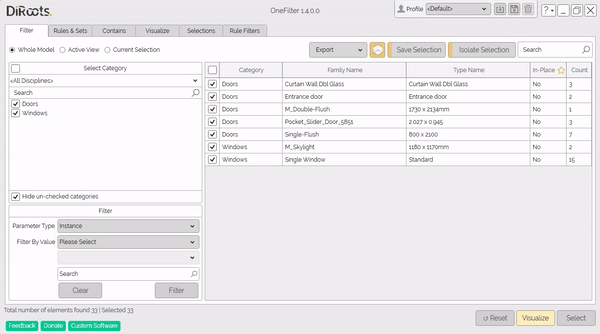 DiRoots.
OneFilter 1.4.0.0
Profile <Default>
?
Filter Rules & Sets Contains Visualize Selections Rule Filters
Whole Model Active View Current Selection
Export Save Selection Isolate Selection Search
Select Category
<All Disciplines>
Search
Doors
Windows
Hide un-checked categories
Filter
Parameter Type Instance
Filter By Value Please Select
Search
Clear Filter
Category Family Name Type Name In-Place Count
Doors Curtain Wall Dbl Glass Curtain Wall Dbl Glass No 3
Doors Entrance door Entrance door No 2
Doors M_Double-Flush 1730 x 2134mm No 1
Doors Pocket_Slider_Door_5851 2.027 x 0.945 No 3
Doors Single-Flush 800 x 2100 No 7
Windows M_Skylight 1180 x 1170mm No 2
Windows Single Window Standard No 15
Total number of elements found 33 | Selected 33
Feedback Donate Custom Software
Reset Visualize Select